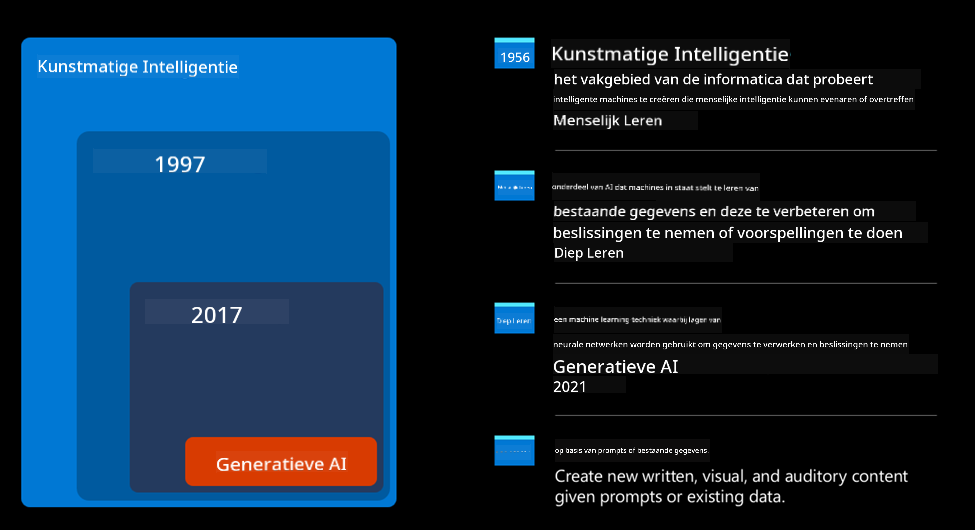 Kunstmatige Intelligentie
1997
2017
Generatieve AI
1956
Kunstmatige Intelligentie
het vakgebied van de informatica dat probeert
intelligente machines te creëren die menselijke intelligentie kunnen evenaren of overtreffen
Menselijk Leren
onderdeel van AI dat machines in staat stelt te leren van
bestaande gegevens en deze te verbeteren om
beslissingen te nemen of voorspellingen te doen
Diep Leren
Diep Leren
een machine learning techniek waarbij lagen van
neurale netwerken worden gebruikt om gegevens te verwerken en beslissingen te nemen
Generatieve AI
2021
op basis van prompts of bestaande gegevens.
Create new written, visual, and auditory content
given prompts or existing data.